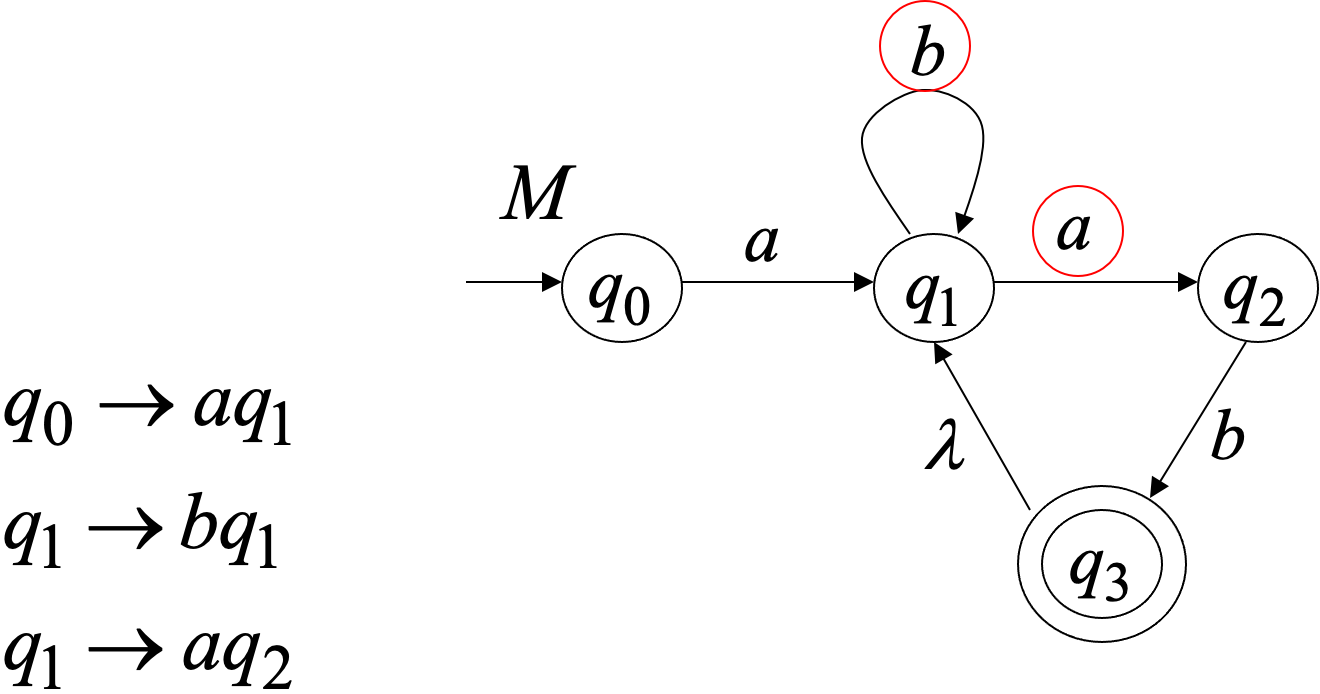 b
M
a
a
q₀
q₁
q₂
q₀ → aq₁
λ
b
q₁ → bq₁
q₃
q₁ → aq₂